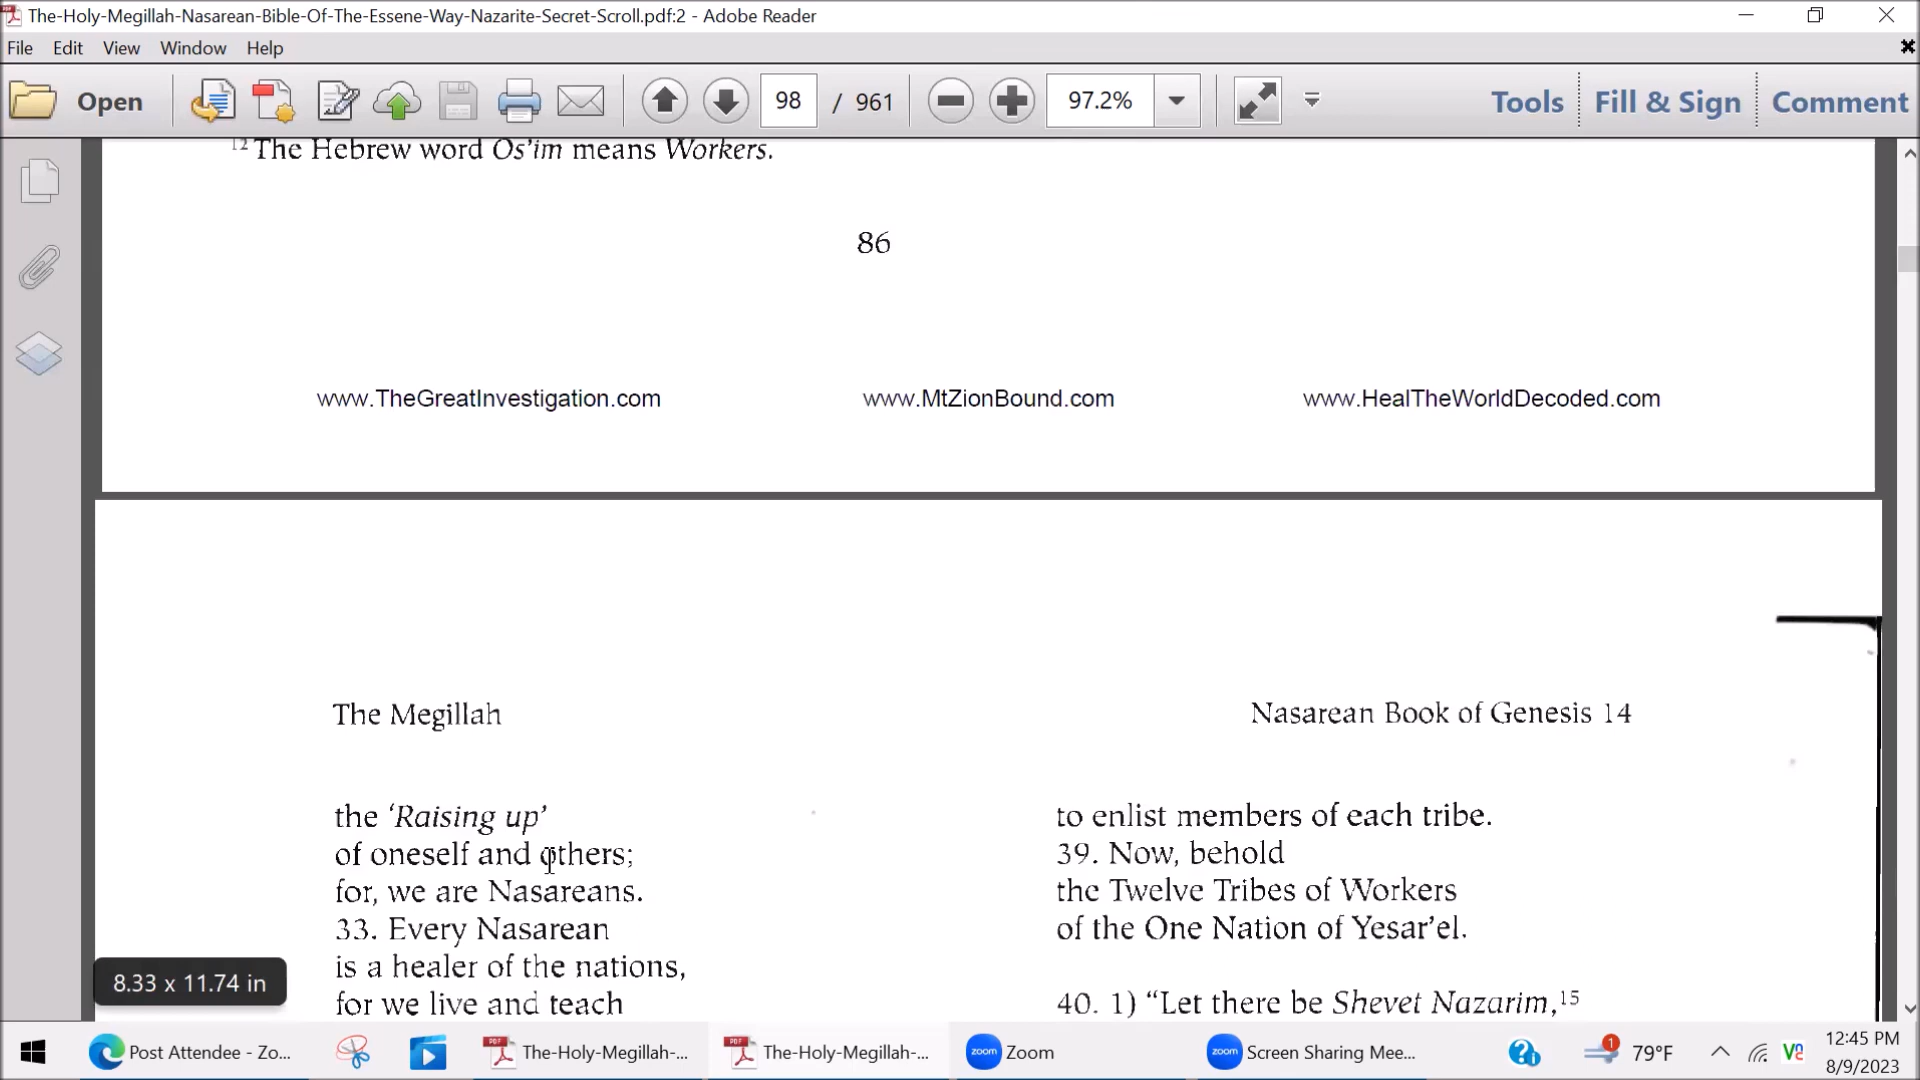 The-Holy-Megillah-Nasarean-Bible-Of-The-Essene-Way-Nazarite-Secret-Scroll.pdf:2 - Adobe Reader
File Edit View Window Help
Open 98 / 961 97.2% Tools Fill & Sign Comment
12 The Hebrew word Os'im means Workers.
86
www.TheGreatInvestigation.com www.MtZionBound.com www.HealTheWorldDecoded.com
The Megillah
Nasarean Book of Genesis 14
the 'Raising up'
of oneself and others;
for, we are Nasareans.
33. Every Nasarean
is a healer of the nations,
for we live and teach
to enlist members of each tribe.
39. Now, behold
the Twelve Tribes of Workers
of the One Nation of Yesar'el.
40. 1) "Let there be Shevet Nazarim,15
8.33 x 11.74 in
Post Attendee - Zo... The-Holy-Megillah-... The-Holy-Megillah-... zoom Zoom zoom Screen Sharing Mee... 1 79°F
12:45 PM
8/9/2023